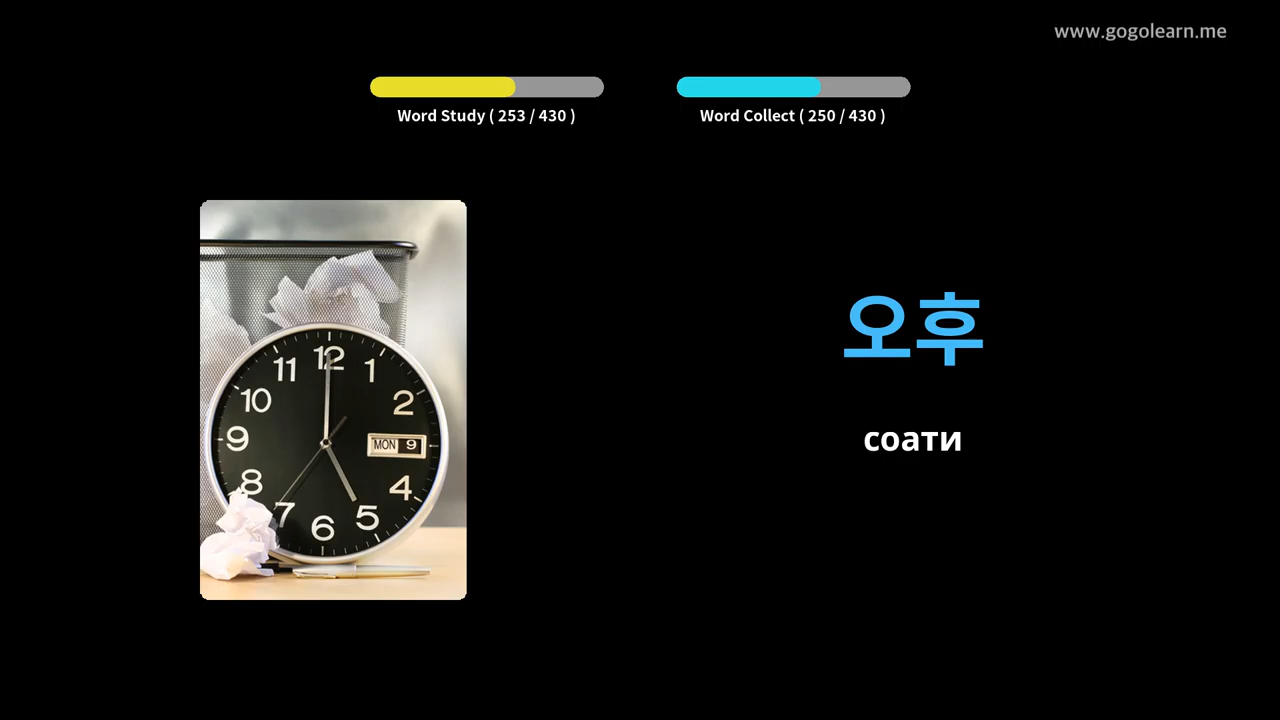 www.gogolearn.me
Word Study ( 253 / 430 )
Word Collect ( 250 / 430 )
12
11
1
10
2
9
MON 9
8
4
7
5
6
오후
соати